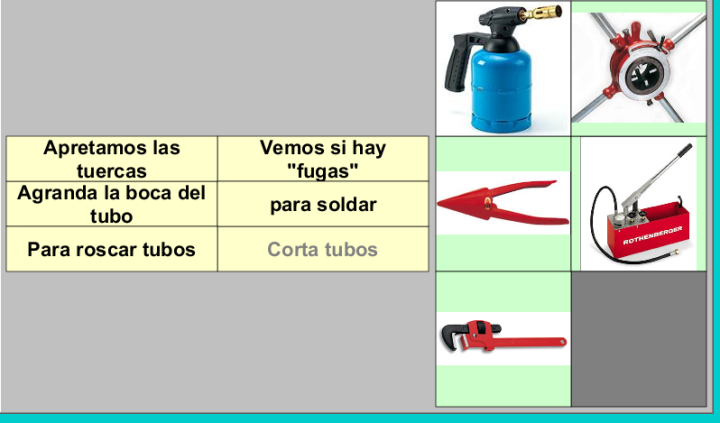 Apretamos las
tuercas
Vemos si hay
"fugas"
Agranda la boca del
tubo
para soldar
Para roscar tubos
Corta tubos
ROTHENBERGER